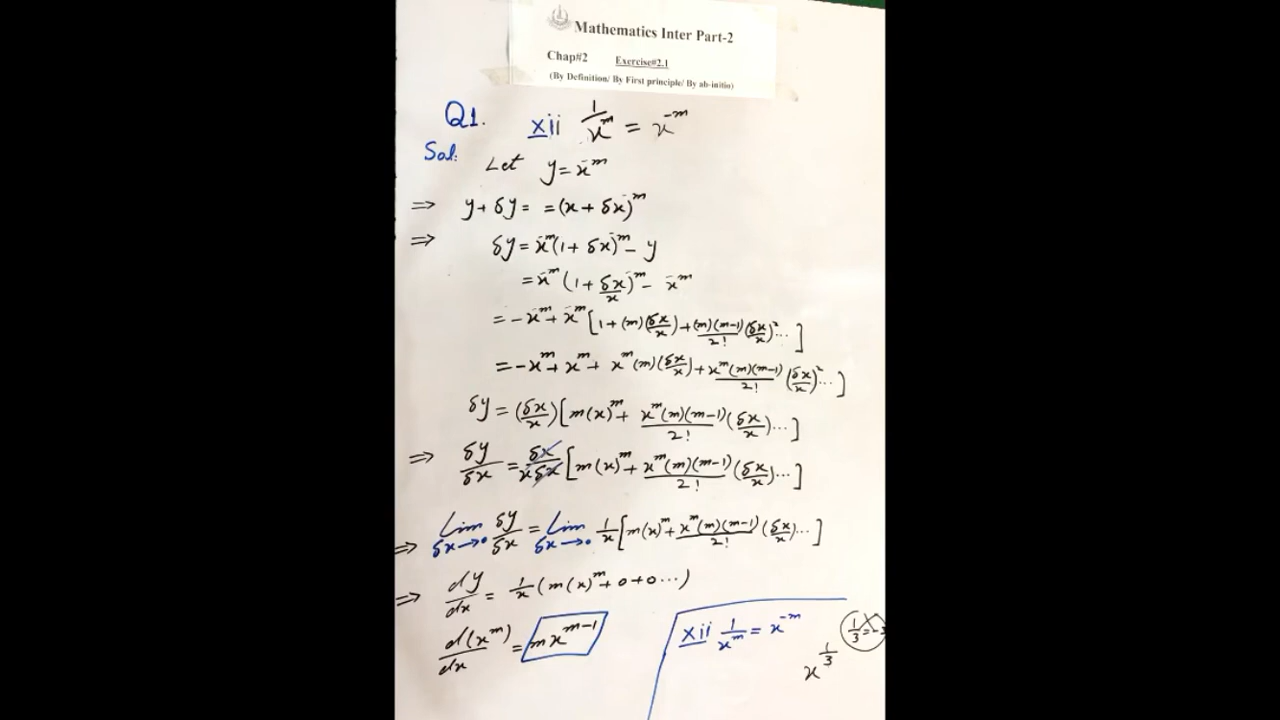 Mathematics Inter Part-2
Chap#2 Exercise#2.1
(By Definition/ By First principle/ By ab-initio)
Q1. xii 1/x^m = x^-m
Sol: Let y = x^-m
⇒ y + δy = = (x + δx)^-m
⇒ δy = x^-m (1 + δx)^-m - y
= x^-m (1 + δx/x)^-m - x^-m
= -x^-m + x^-m [1 + (m)(δx/x) + (m)(m-1)/2! (δx/x)^2 ...]
= -x^m + x^m + x^m (m)(δx/x) + x^m (m)(m-1)/2! (δx/x)^2 ...]
δy = (δx/x) [m(x)^m + x^m (m)(m-1)/2! (δx/x) ...]
⇒ δy/δx = δx/xδx [m(x)^m + x^m (m)(m-1)/2! (δx/x) ...]
⇒ Lim δx→0 δy/δx = Lim δx→0 1/x [m(x)^m + x^m (m)(m-1)/2! (δx/x) ...]
⇒ dy/dx = 1/x (m(x)^m + 0 + 0 ...)
d(x^m)/dx = mx^m-1
xii 1/x^m = x^-m
x^1/3